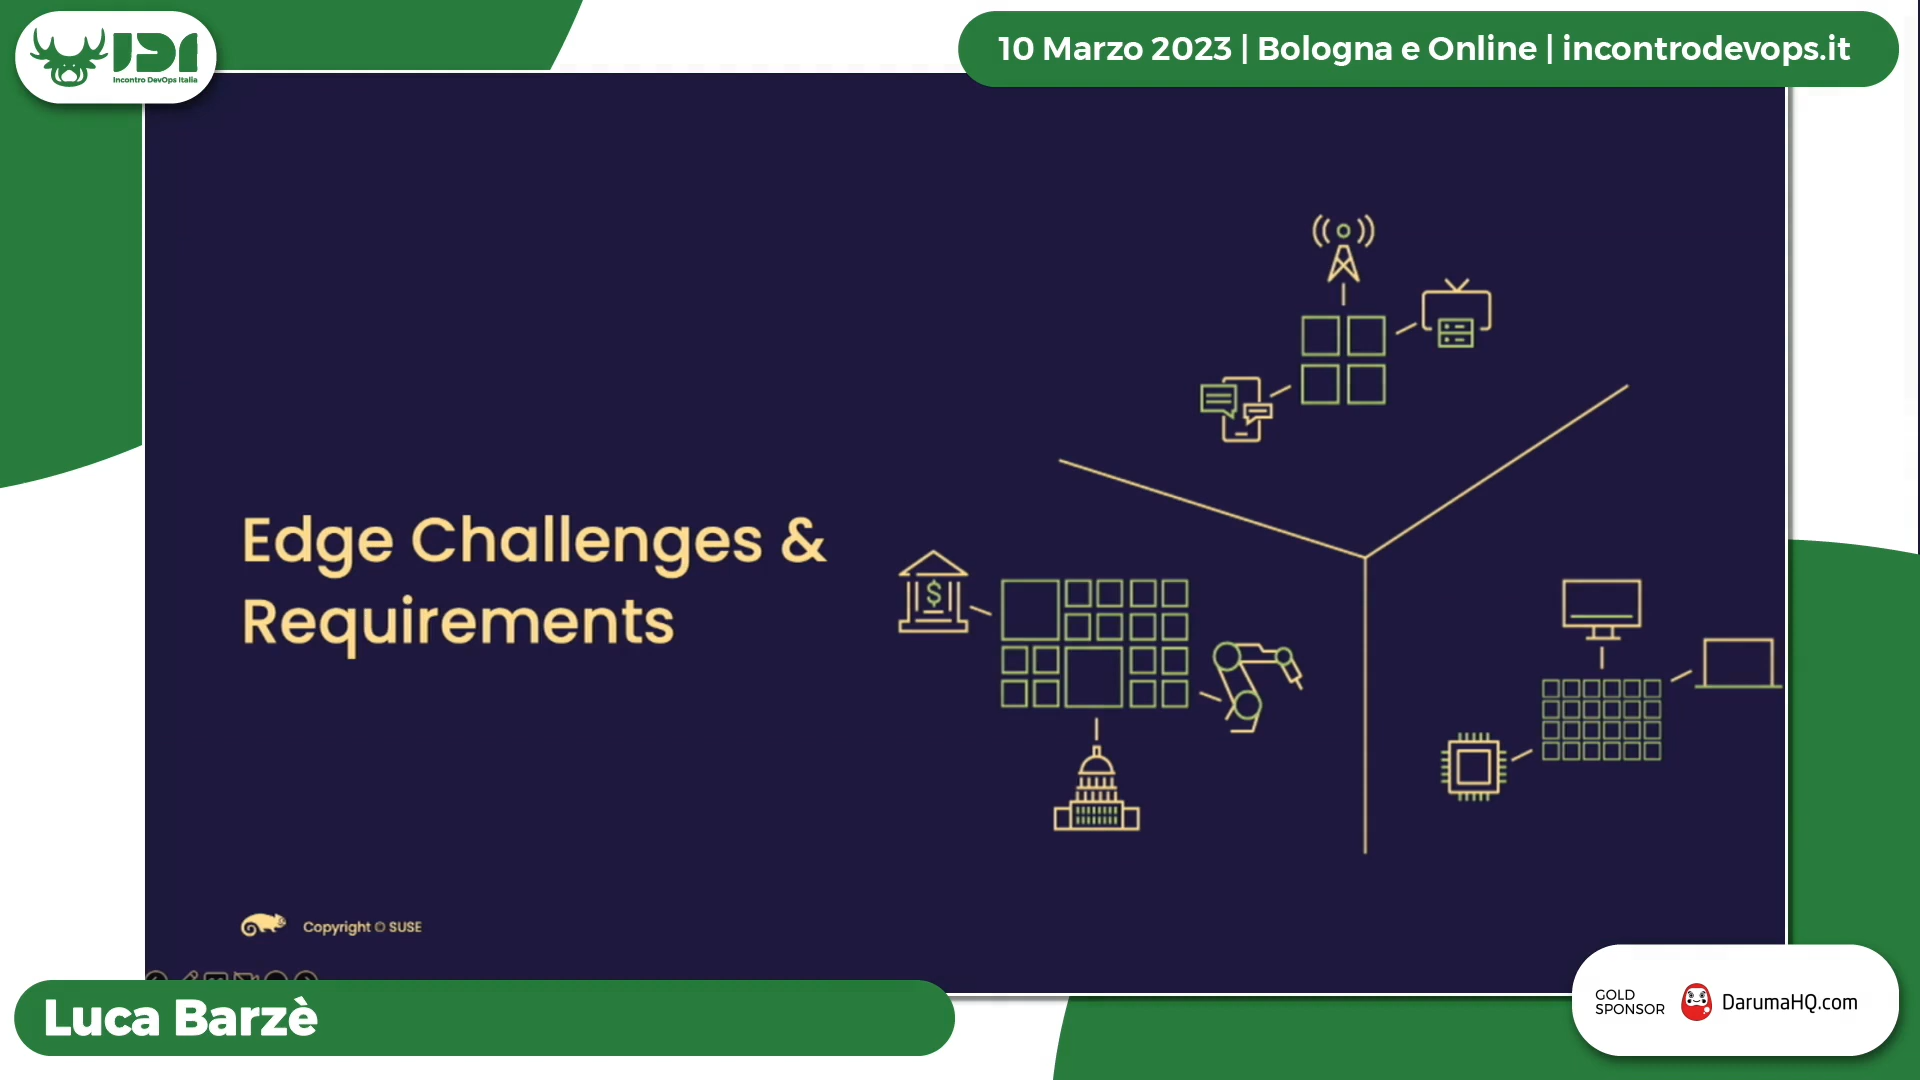 IDI
Incontro DevOps Italia
10 Marzo 2023 | Bologna e Online | incontrodevops.it
Edge Challenges &
Requirements
$
Copyright © SUSE
Luca Barzè
GOLD
SPONSOR
DarumaHQ.com